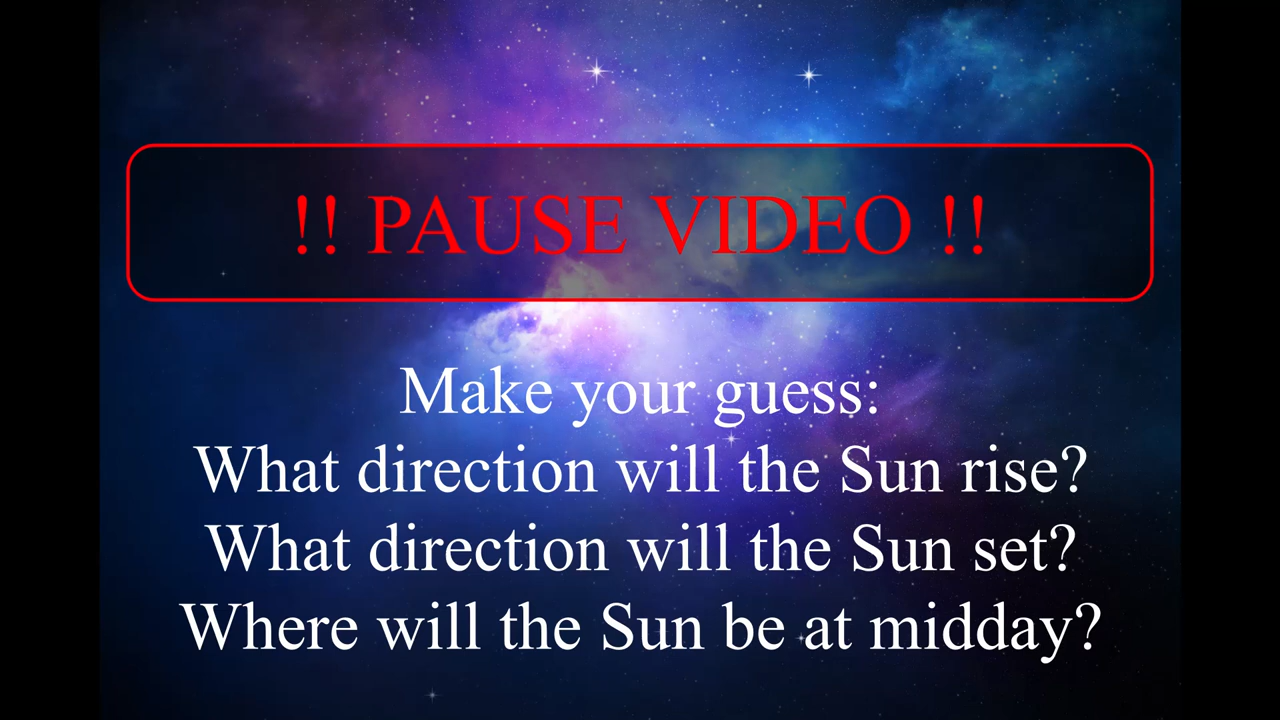 !! PAUSE VIDEO !!
Make your guess:
What direction will the Sun rise?
What direction will the Sun set?
Where will the Sun be at midday?